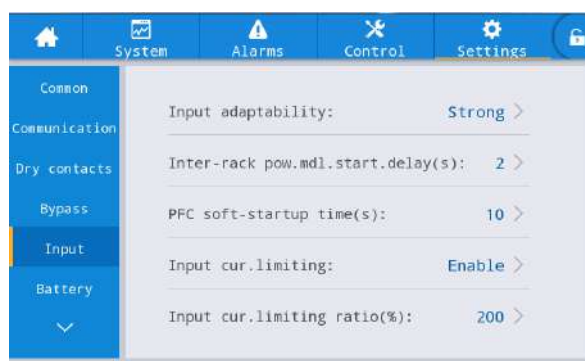 System
Alarms
Control
Settings
Common
Communication
Dry contacts
Bypass
Input
Battery
Input adaptability: Strong >
Inter-rack pow.mdl.start.delay(s): 2 >
PFC soft-startup time(s): 10 >
Input cur.limiting: Enable >
Input cur.limiting ratio(%): 200 >